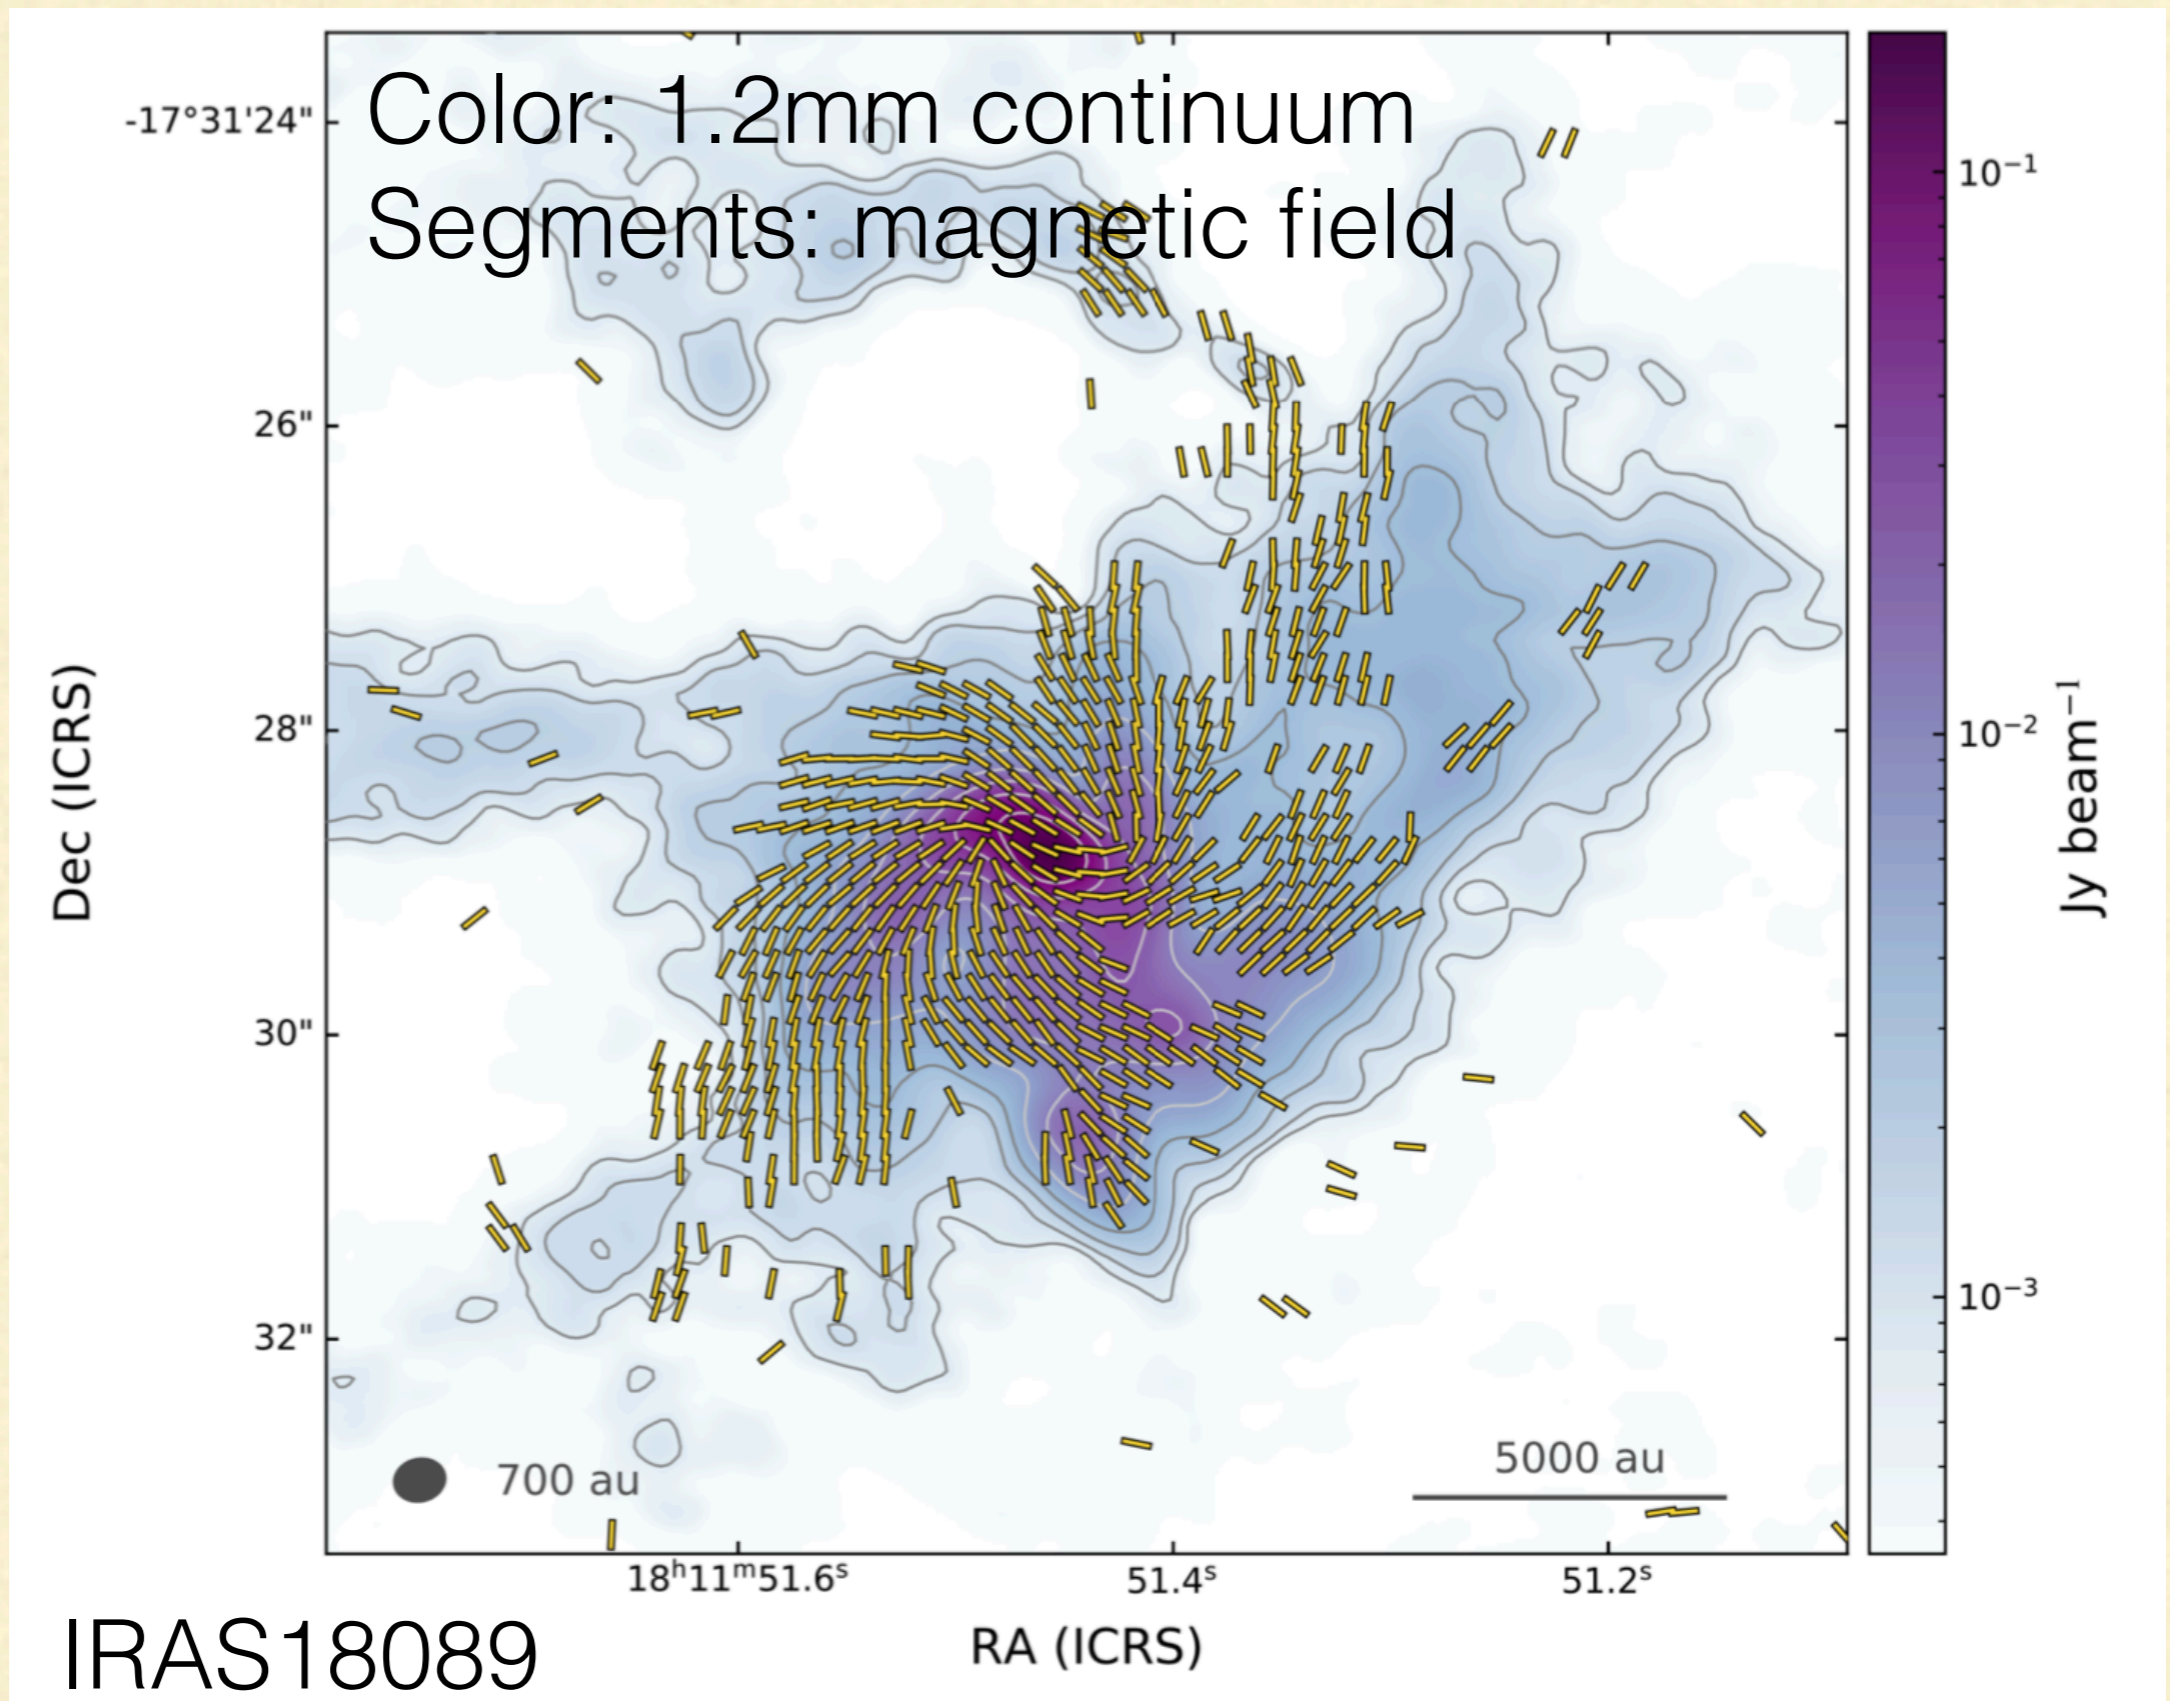 Color: 1.2mm continuum
Segments: magnetic field
-17°31'24"
26"
28"
30"
32"
Dec (ICRS)
10⁻¹
10⁻²
10⁻³
Jy beam⁻¹
700 au
5000 au
18ʰ11ᵐ51.6ˢ
51.4ˢ
51.2ˢ
RA (ICRS)
IRAS18089